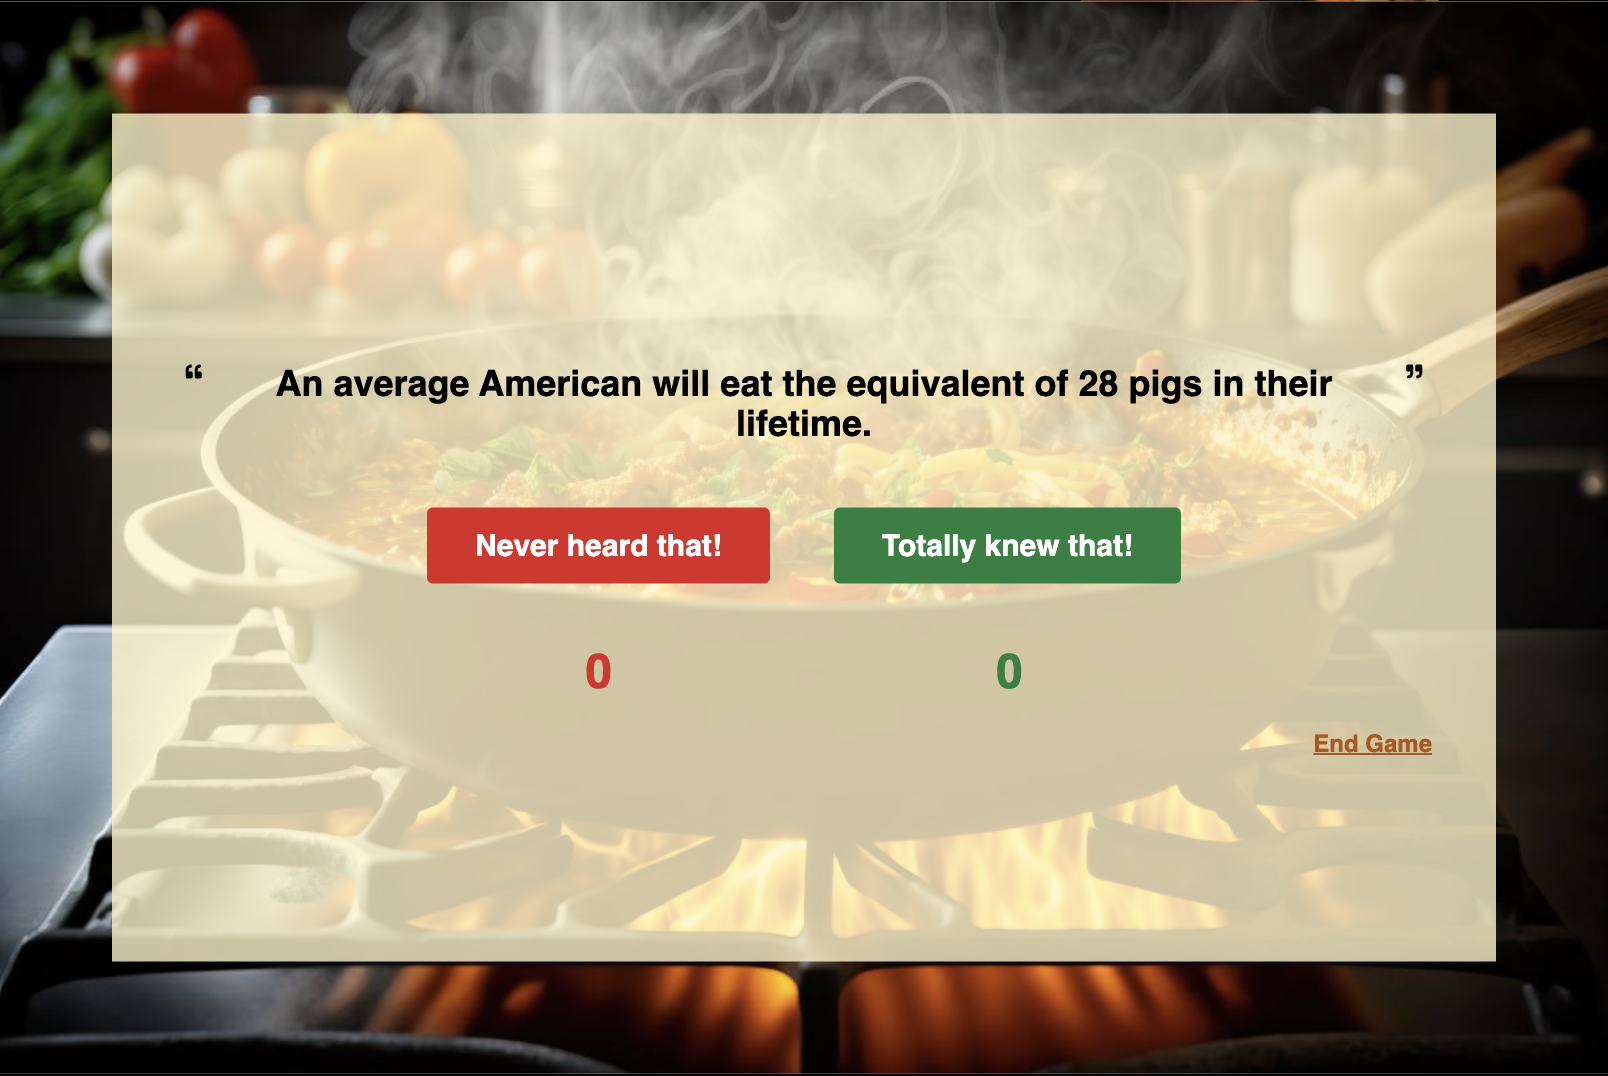 “ An average American will eat the equivalent of 28 pigs in their ”
lifetime.
Never heard that! Totally knew that!
0 0
End Game